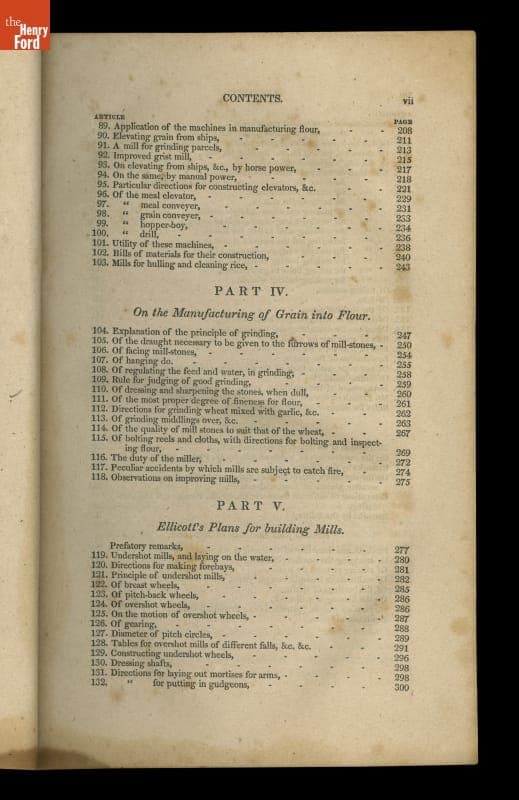 the
Henry
Ford
CONTENTS. vii
ARTICLE PAGE
89. Application of the machines in manufacturing flour, - - 208
90. Elevating grain from ships, - - - - 211
91. A mill for grinding parcels, - - - - 213
92. Improved grist mill, - - - - - 215
93. On elevating from ships, &c., by horse power, - - - 217
94. On the same, by manual power, - - - - 218
95. Particular directions for constructing elevators, &c. - - 221
96. Of the meal elevator, - - - - - 229
97. " meal conveyer, - - - - - 231
98. " grain conveyer, - - - - - 233
99. " hopper-boy, - - - - - 234
100. " drill, - - - - - 236
101. Utility of these machines, - - - - - 238
102. Bills of materials for their construction, - - - 240
103. Mills for hulling and cleaning rice, - - - - 243
PART IV.
On the Manufacturing of Grain into Flour.
104. Explanation of the principle of grinding, - - - 247
105. Of the draught necessary to be given to the furrows of mill-stones, - 250
106. Of facing mill-stones, - - - - - 254
107. Of hanging do. - - - - - 255
108. Of regulating the feed and water, in grinding, - - - 258
109. Rule for judging of good grinding, - - - - 259
110. Of dressing and sharpening the stones, when dull, - - 260
111. Of the most proper degree of fineness for flour, - - - 261
112. Directions for grinding wheat mixed with garlic, &c. - - 262
113. Of grinding middlings over, &c. - - - - 263
114. Of the quality of mill stones to suit that of the wheat, - - 267
115. Of bolting reels and cloths, with directions for bolting and inspect-
ing flour, - - - - - 269
116. The duty of the miller, - - - - - 272
117. Peculiar accidents by which mills are subject to catch fire, - - 274
118. Observations on improving mills, - - - - 275
PART V.
Ellicott's Plans for building Mills.
Prefatory remarks, - - - - - 277
119. Undershot mills, and laying on the water, - - - 280
120. Directions for making forebays, - - - - 281
121. Principle of undershot mills, - - - - 282
122. Of breast wheels, - - - - - 285
123. Of pitch-back wheels, - - - - - 286
124. Of overshot wheels, - - - - - 286
125. On the motion of overshot wheels, - - - - 287
126. Of gearing, - - - - - 288
127. Diameter of pitch circles, - - - - 289
128. Tables for overshot mills of different falls, &c. &c. - - 291
129. Constructing undershot wheels, - - - - 296
130. Dressing shafts, - - - - - 298
131. Directions for laying out mortises for arms, - - - 298
132. " for putting in gudgeons, - - - - 300